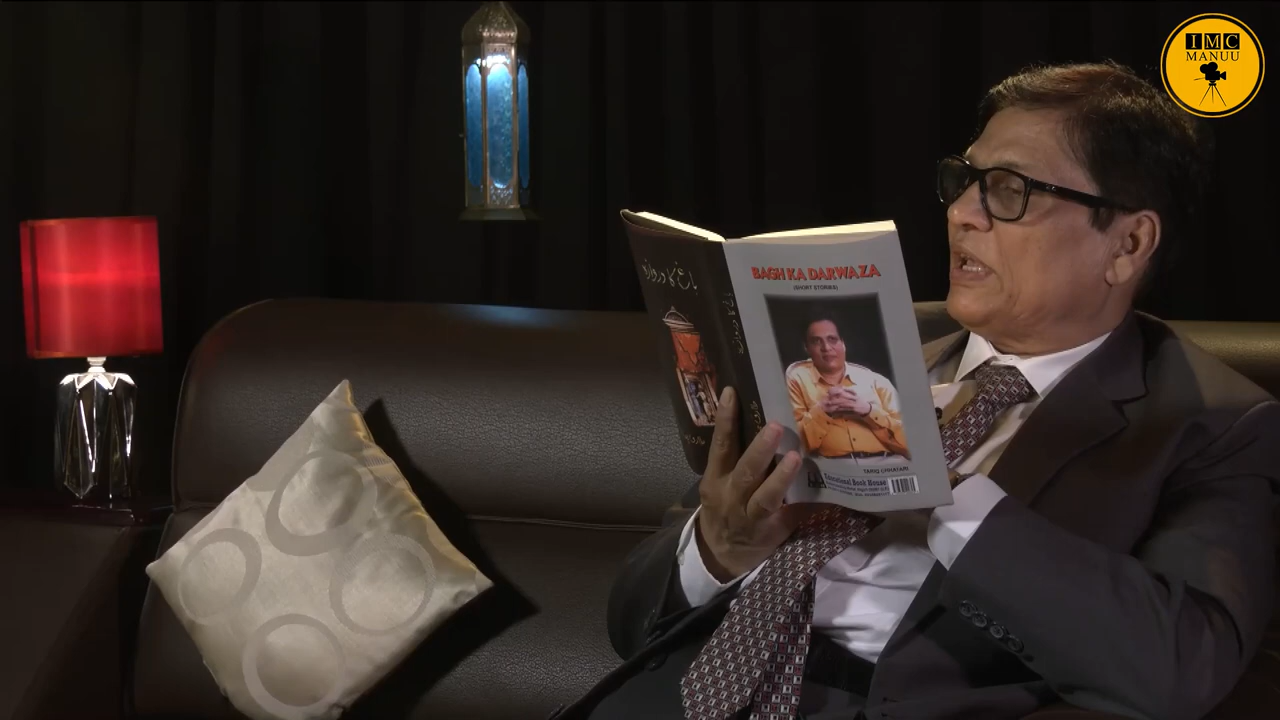 IMC
MANUU
باغ کا دروازہ
BAGH KA DARWAZA
(SHORT STORIES)
TARIQ CHHATARI
Educational Book House